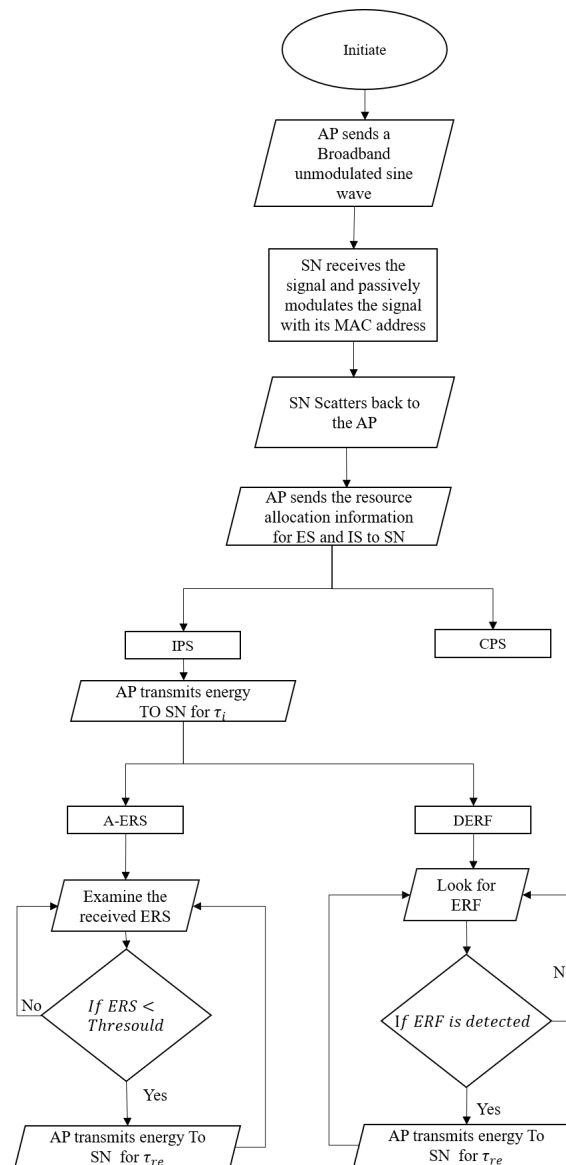 Initiate
AP sends a
Broadband
unmodulated sine
wave
SN receives the
signal and passively
modulates the signal
with its MAC address
SN Scatters back to
the AP
AP sends the resource
allocation information
for ES and IS to SN
IPS
CPS
AP transmits energy
TO SN for τᵢ
A-ERS
DERF
Examine the
received ERS
Look for
ERF
No
If ERS <
Thresould
If ERF is detected
N
Yes
Yes
AP transmits energy To
SN for τ_re
AP transmits energy To
SN for τ_re